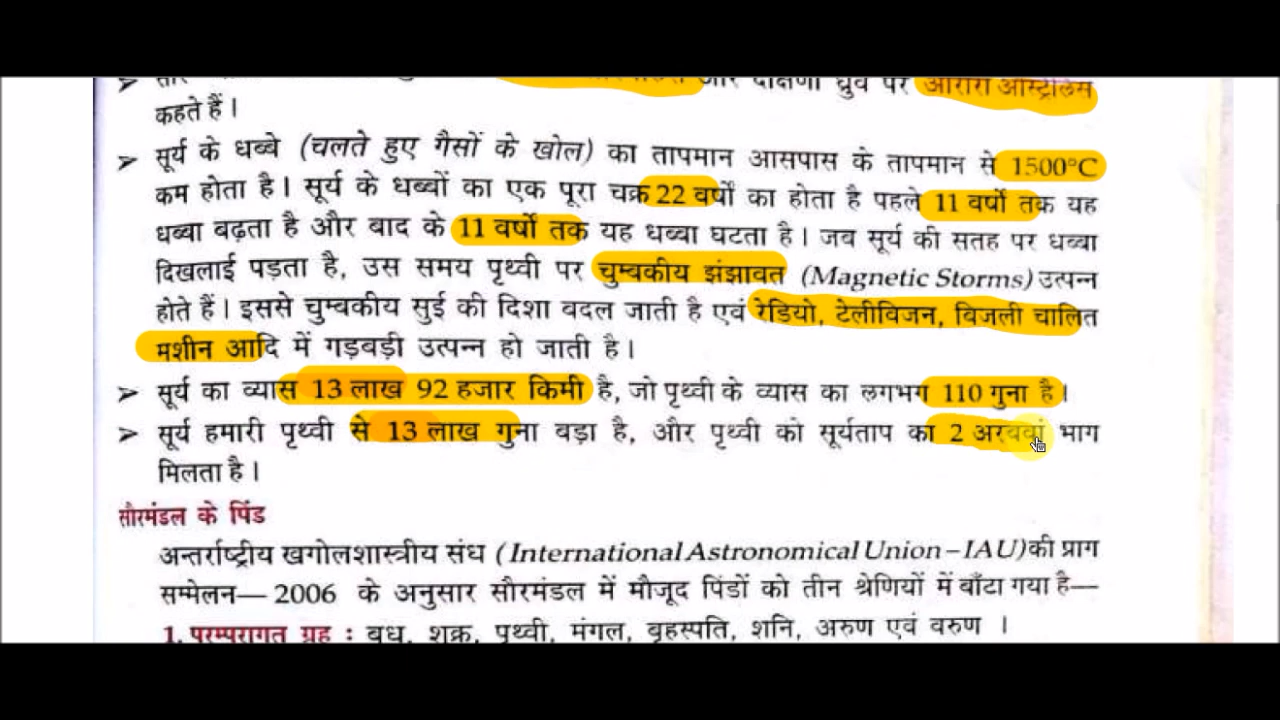 और दक्षिणी ध्रुव पर औरोरा औस्ट्रेलिस
कहते हैं ।
➢ सूर्य के धब्बे (चलते हुए गैसों के खोल) का तापमान आसपास के तापमान से 1500°C
कम होता है । सूर्य के धब्बों का एक पूरा चक्र 22 वर्षों का होता है पहले 11 वर्षों तक यह
धब्बा बढ़ता है और बाद के 11 वर्षों तक यह धब्बा घटता है । जब सूर्य की सतह पर धब्बा
दिखलाई पड़ता है, उस समय पृथ्वी पर चुम्बकीय झंझावत (Magnetic Storms) उत्पन्न
होते हैं । इससे चुम्बकीय सुई की दिशा बदल जाती है एवं रेडियो, टेलीविजन, बिजली चालित
मशीन आदि में गड़बड़ी उत्पन्न हो जाती है ।
➢ सूर्य का व्यास 13 लाख 92 हजार किमी है, जो पृथ्वी के व्यास का लगभग 110 गुना है ।
➢ सूर्य हमारी पृथ्वी से 13 लाख गुना बड़ा है, और पृथ्वी को सूर्यताप का 2 अरबवां भाग
मिलता है ।
सौरमंडल के पिंड
अन्तर्राष्ट्रीय खगोलशास्त्रीय संघ (International Astronomical Union–IAU) की प्राग
सम्मेलन— 2006 के अनुसार सौरमंडल में मौजूद पिंडों को तीन श्रेणियों में बाँटा गया है—
1. परम्परागत ग्रह : बुध, शुक्र, पृथ्वी, मंगल, बृहस्पति, शनि, अरुण एवं वरुण ।